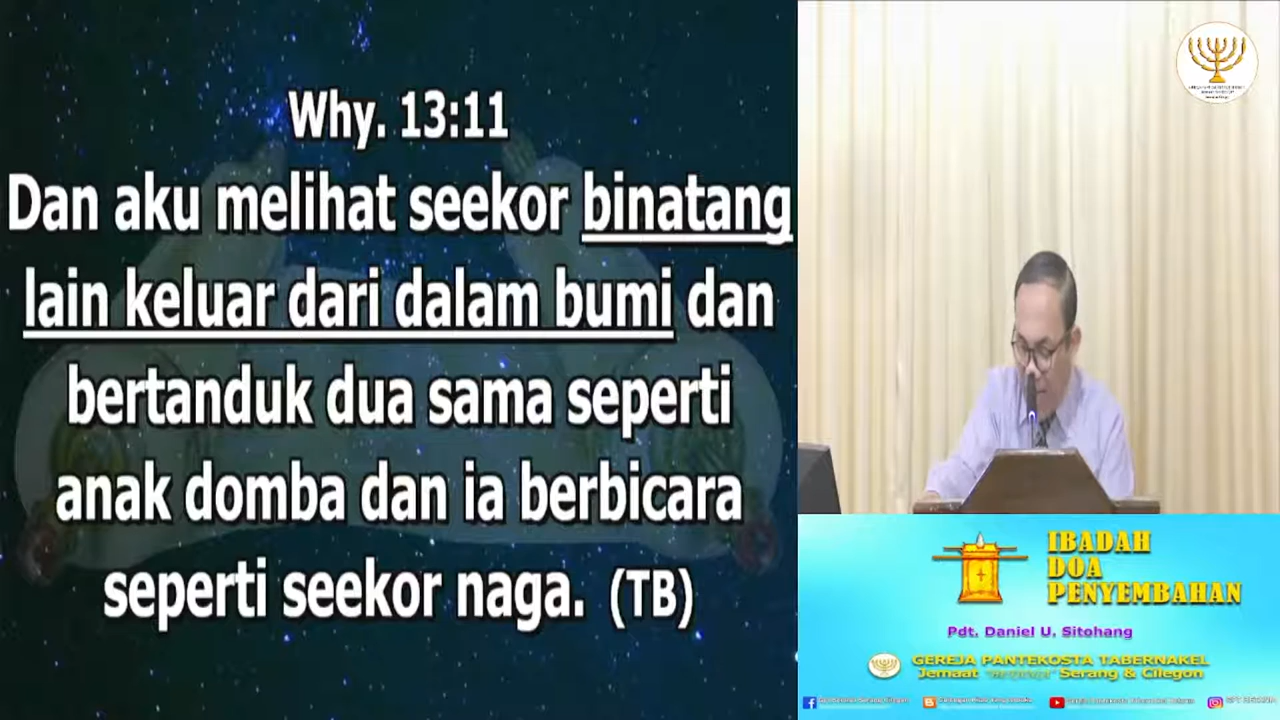 Why. 13:11
Dan aku melihat seekor binatang
lain keluar dari dalam bumi dan
bertanduk dua sama seperti
anak domba dan ia berbicara
seperti seekor naga. (TB)
IBADAH
DOA
PENYEMBAHAN
Pdt. Daniel U. Sitohang
GEREJA PANTEKOSTA TABERNAKEL
Jemaat Serang & Cilegon